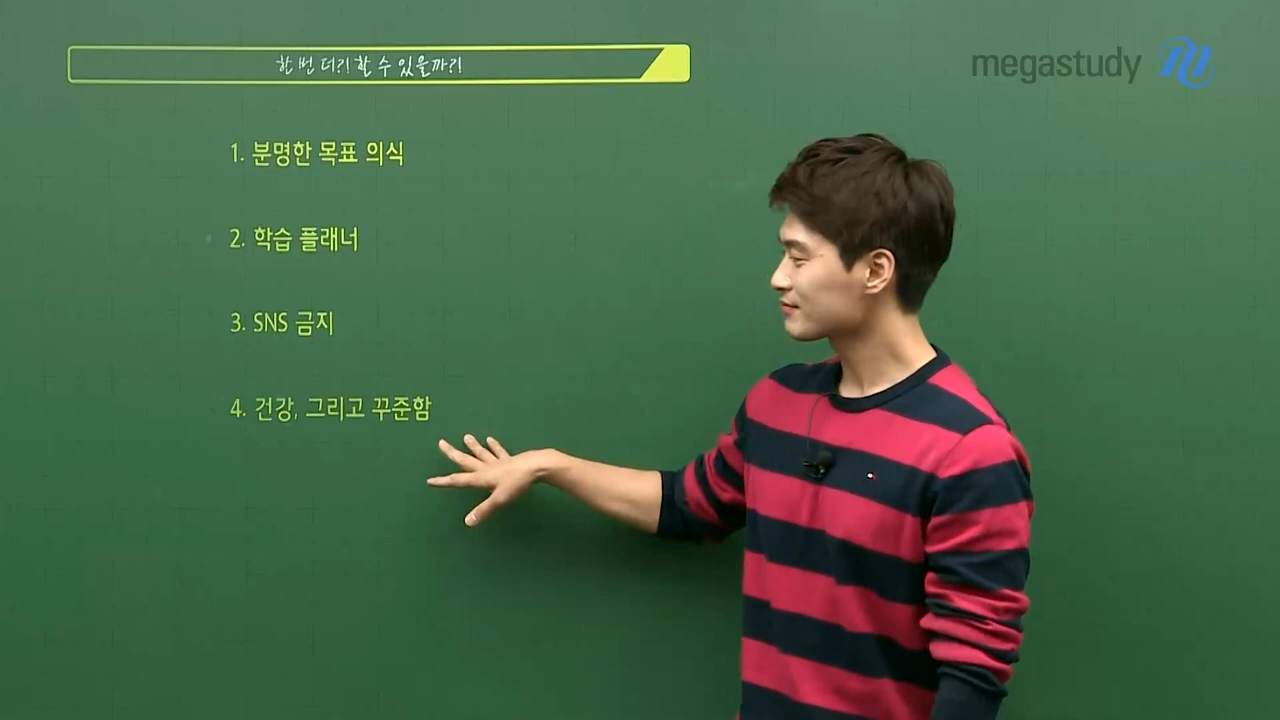 한 번 더?! 할 수 있을까?!
megastudy
1. 분명한 목표 의식
2. 학습 플래너
3. SNS 금지
4. 건강, 그리고 꾸준함